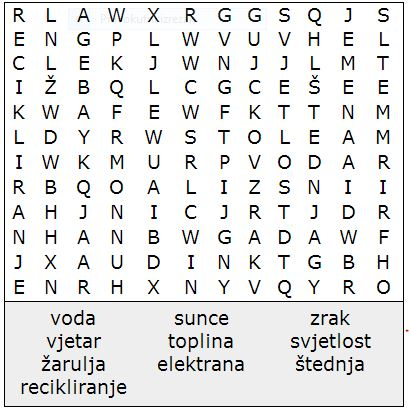 R L A W X R G G S Q J S
E N G P L W V U V H E L
C L E K J W N J J L M T
I Ž B Q L C G C E Š E E
K W A F E W F K T T N M
L D Y R W S T O L E A M
I W K M U R P V O D A R
R B Q O A L I Z S N I I
A H J N I C J R T J D R
N H A N B W G A D A W F
J X A U D I N K T G B H
E N R H X N Y V Q Y R O
voda sunce zrak
vjetar toplina svjetlost
žarulja elektrana štednja
recikliranje